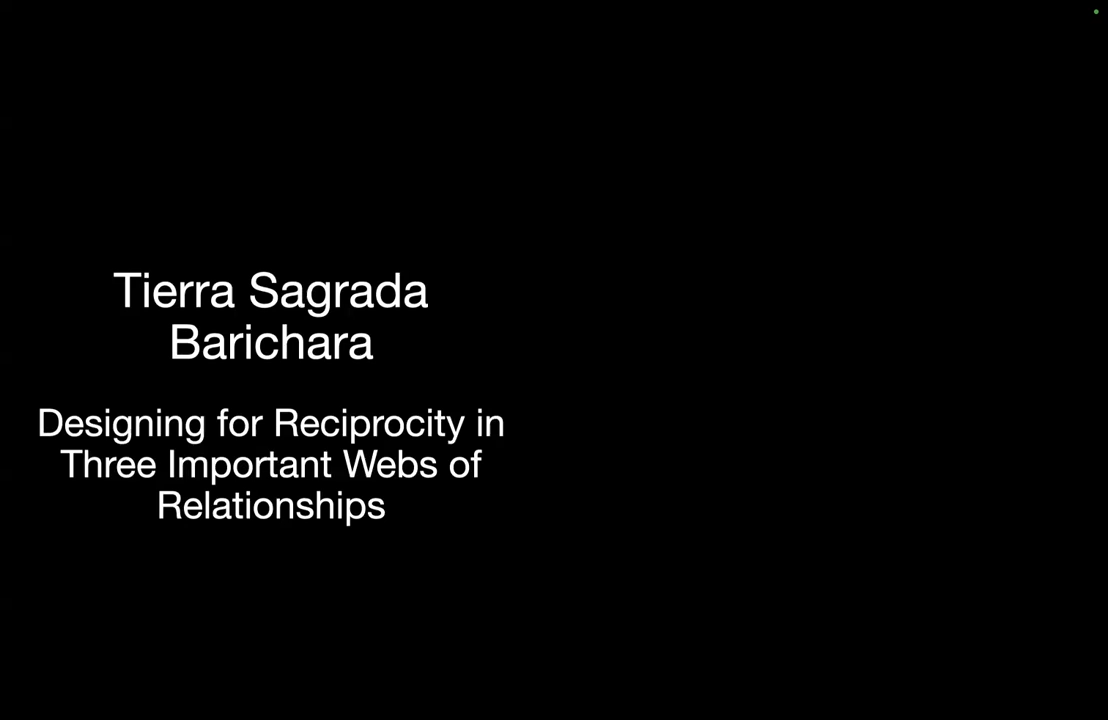 Tierra Sagrada
Barichara
Designing for Reciprocity in
Three Important Webs of
Relationships